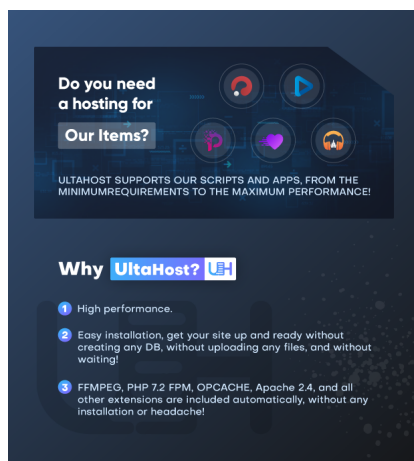 Do you need
a hosting for
Our Items?
ULTAHOST SUPPORTS OUR SCRIPTS AND APPS, FROM THE
MINIMUMREQUIREMENTS TO THE MAXIMUM PERFORMANCE!
Why UltaHost? UH
1 High performance.
2 Easy installation, get your site up and ready without
creating any DB, without uploading any files, and without
waiting!
3 FFMPEG, PHP 7.2 FPM, OPCACHE, Apache 2.4, and all
other extensions are included automatically, without any
installation or headache!